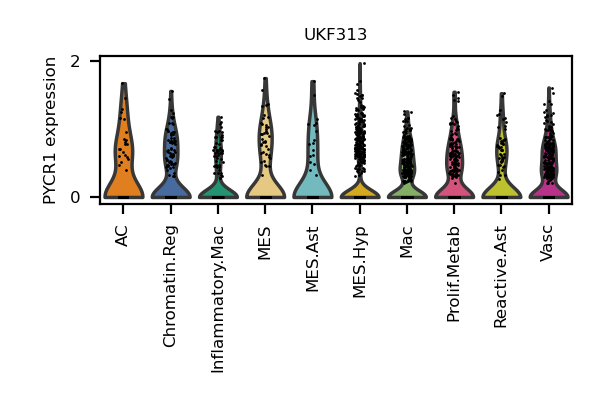 UKF313
PYCR1 expression
2
0
AC
Chromatin.Reg
Inflammatory.Mac
MES
MES.Ast
MES.Hyp
Mac
Prolif.Metab
Reactive.Ast
Vasc